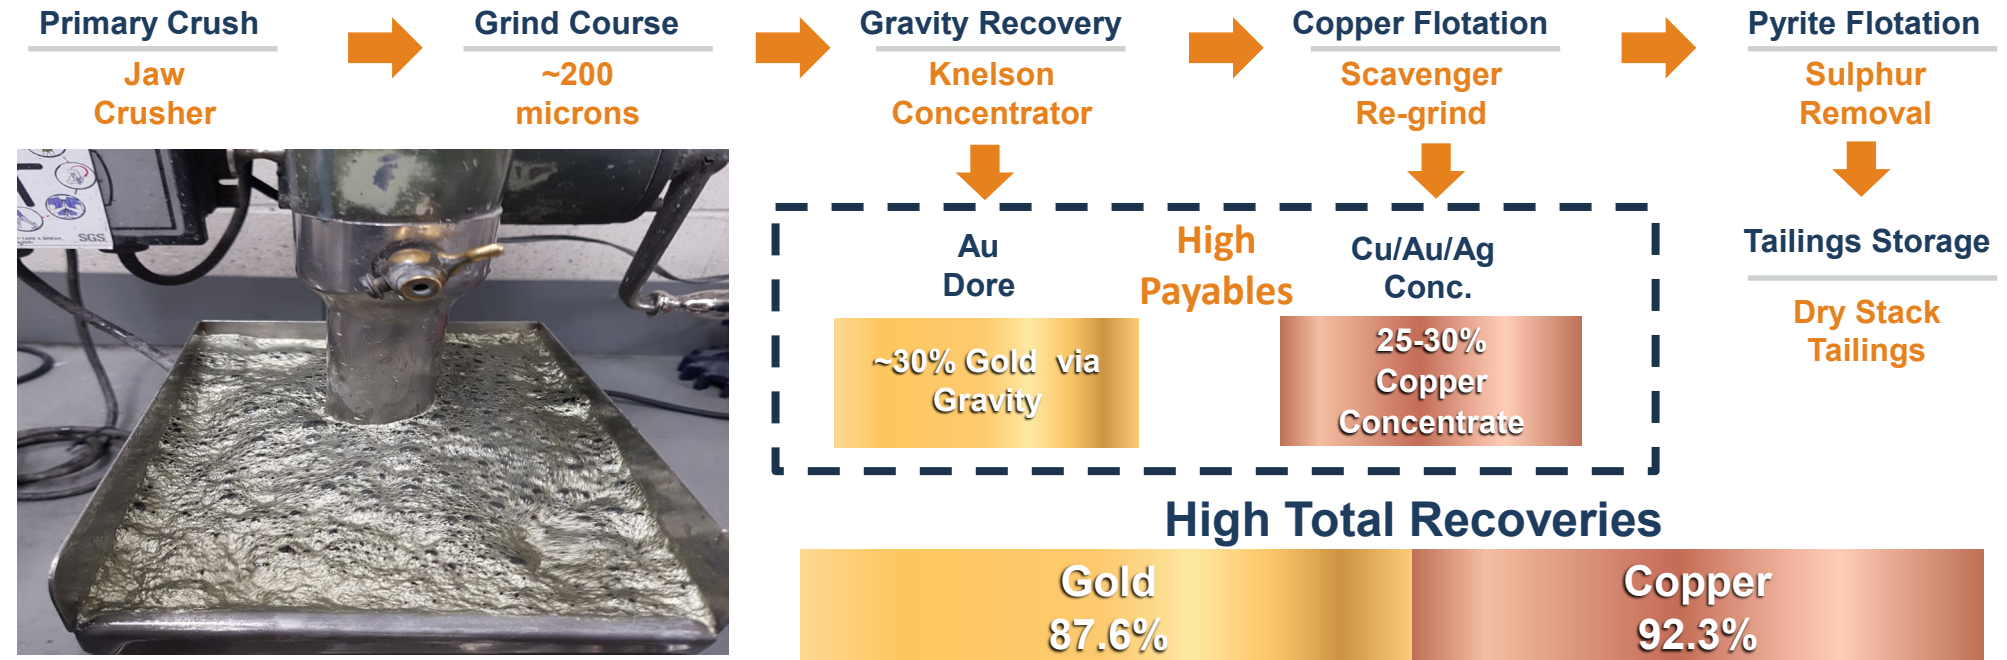 Primary Crush
Jaw
Crusher
Grind Course
~200
microns
Gravity Recovery
Knelson
Concentrator
Copper Flotation
Scavenger
Re-grind
Pyrite Flotation
Sulphur
Removal
SGS
Au
Dore
High
Payables
Cu/Au/Ag
Conc.
~30% Gold via
Gravity
25-30%
Copper
Concentrate
Tailings Storage
Dry Stack
Tailings
High Total Recoveries
Gold
87.6%
Copper
92.3%